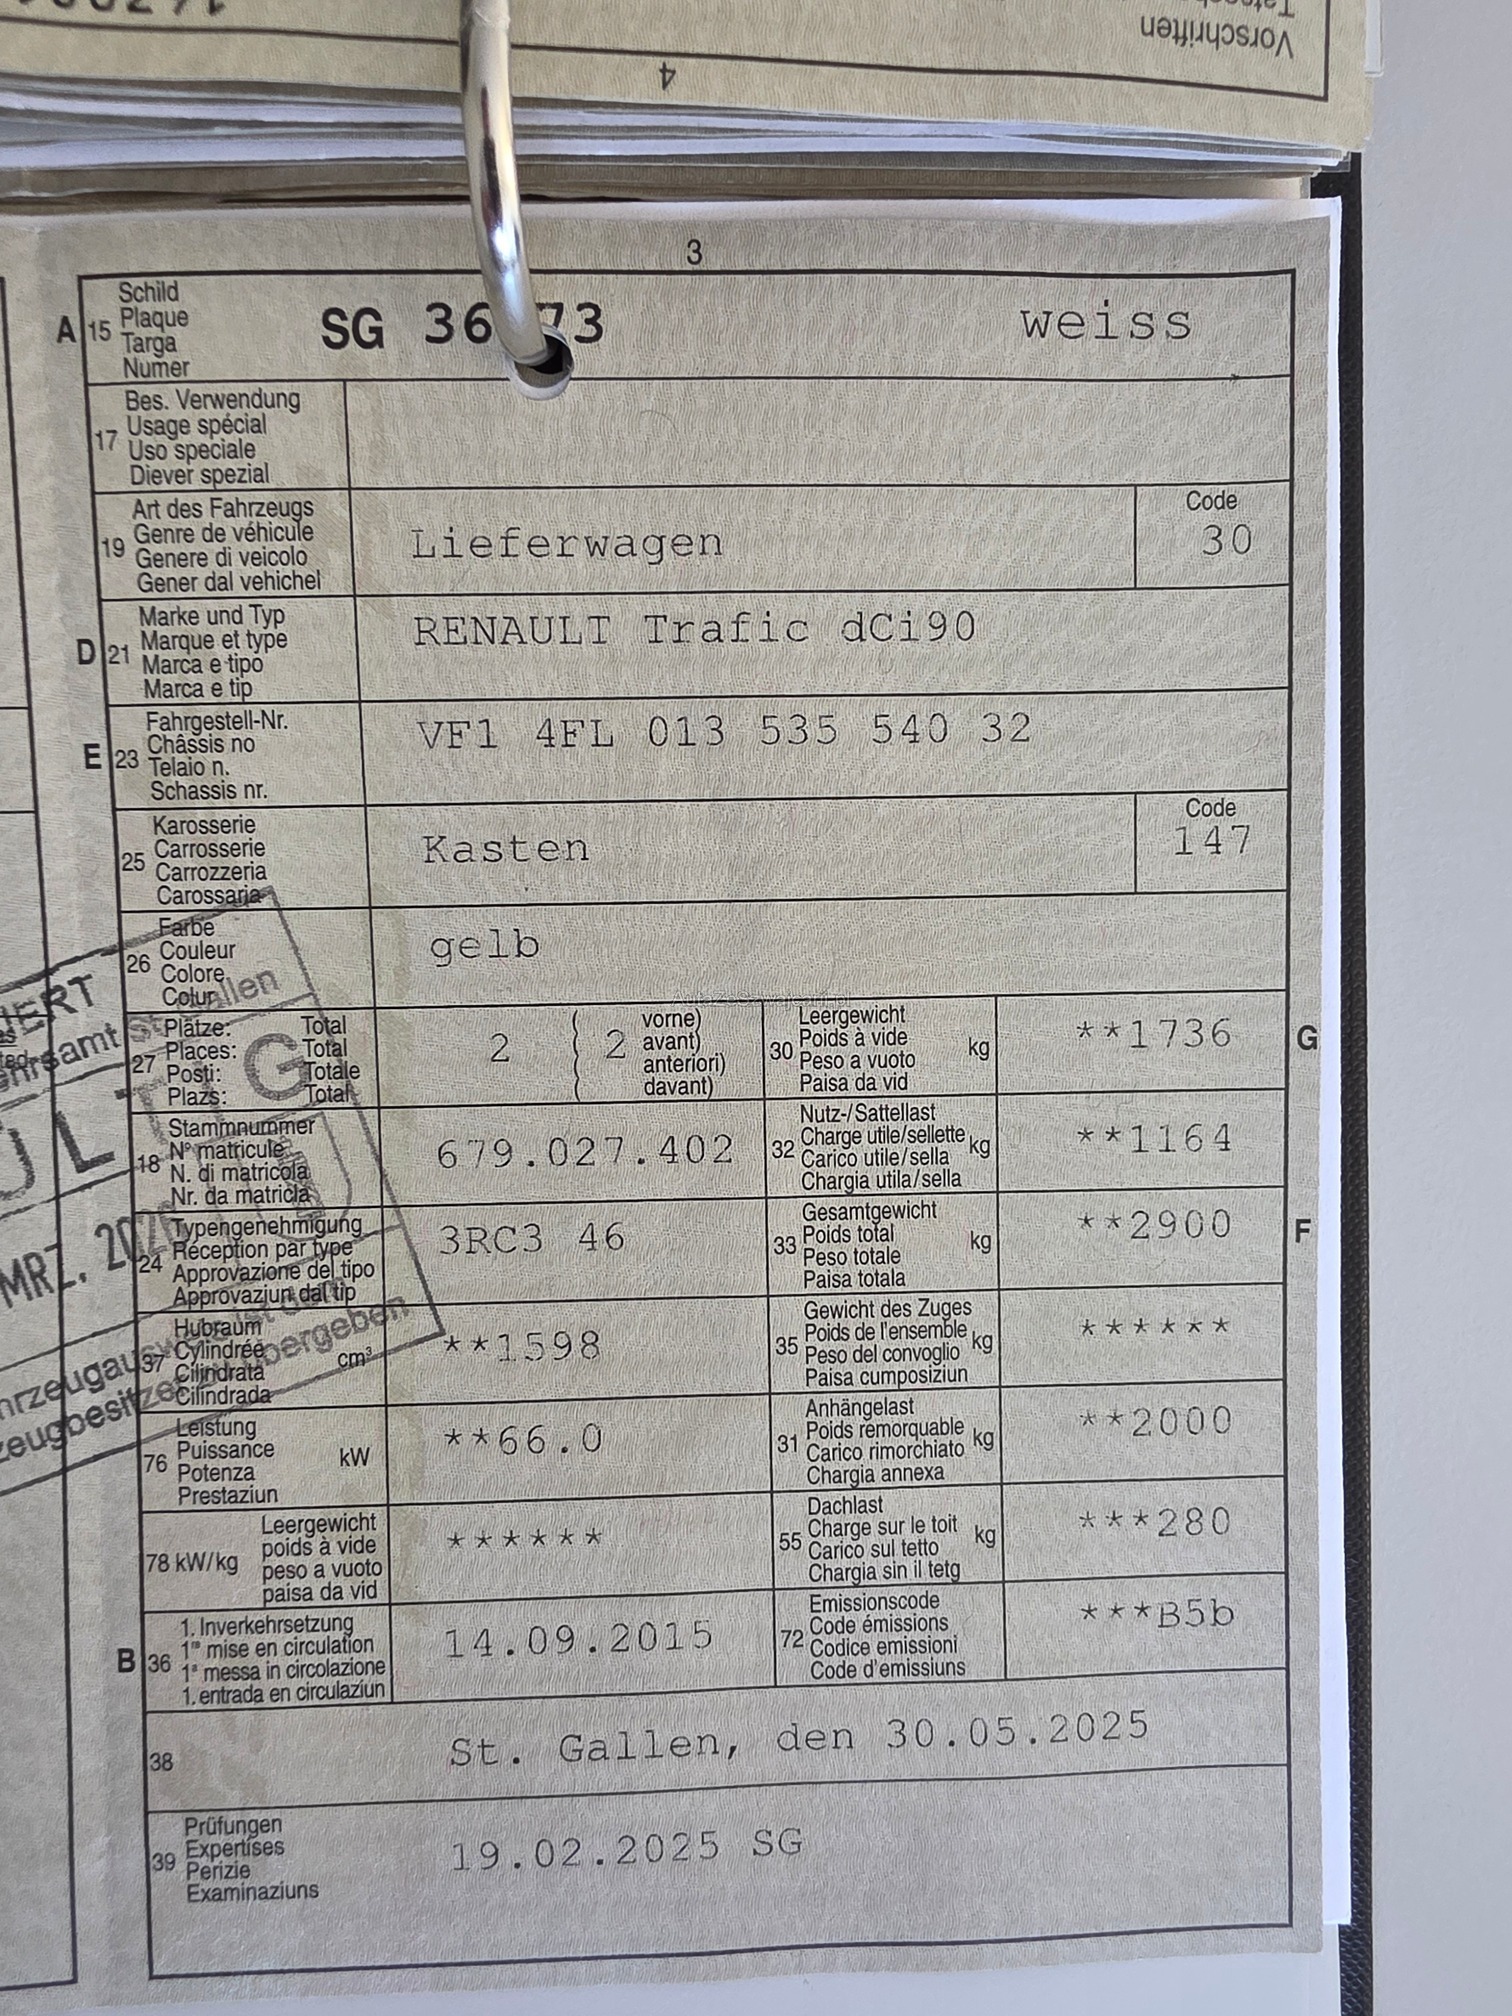 Vorschriften
4
3
A 15 Schild
Plaque
Targa
Numer
SG 36 73 weiss
17 Bes. Verwendung
Usage spécial
Uso speciale
Diever spezial
19 Art des Fahrzeugs
Genre de véhicule
Genere di veicolo
Gener dal vehichel
Lieferwagen
Code
30
D 21 Marke und Typ
Marque et type
Marca e tipo
Marca e tip
RENAULT Trafic dCi90
E 23 Fahrgestell-Nr.
Châssis no
Telaio n.
Schassis nr.
VF1 4FL 013 535 540 32
25 Karosserie
Carrosserie
Carrozzeria
Carossaria
Kasten
Code
147
26 Farbe
Couleur
Colore
Colur
gelb
27 Plätze: Total
Places: Total
Posti: Totale
Plazs: Total
2 ( 2 vorne)
avant)
anteriori)
davant)
30 Leergewicht
Poids à vide
Peso a vuoto
Paisa da vid
kg
**1736
G
18 Stammnummer
N° matricule
N. di matricola
Nr. da matricla
679.027.402
32 Nutz-/Sattellast
Charge utile/sellette
Carico utile/sella
Chargia utila/sella
kg
**1164
24 Typengenehmigung
Réception par type
Approvazione del tipo
Approvaziun dal tip
3RC3 46
33 Gesamtgewicht
Poids total
Peso totale
Paisa totala
kg
**2900
F
37 Hubraum
Cylindrée
Cilindrata
Cilindrada
cm³
**1598
35 Gewicht des Zuges
Poids de l'ensemble
Peso del convoglio
Paisa cumposiziun
kg
******
76 Leistung
Puissance
Potenza
Prestaziun
kW
**66.0
31 Anhängelast
Poids remorquable
Carico rimorchiato
Chargia annexa
kg
**2000
78 kW/kg
Leergewicht
poids à vide
peso a vuoto
paisa da vid
******
55 Dachlast
Charge sur le toit
Carico sul tetto
Chargia sin il tetg
kg
***280
B 36 1. Inverkehrsetzung
1re mise en circulation
1a messa in circolazione
1. entrada en circulaziun
14.09.2015
72 Emissionscode
Code émissions
Codice emissioni
Code d'emissiuns
***B5b
38 St. Gallen, den 30.05.2025
39 Prüfungen
Expertises
Perizie
Examinaziuns
19.02.2025 SG
MRZ.
übergeben